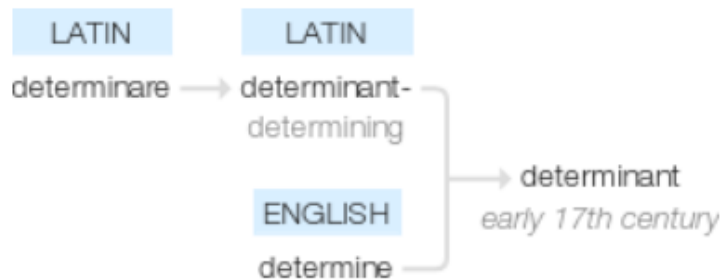 LATIN LATIN
determinare determinant-
determining
determinant
ENGLISH early 17th century
determine